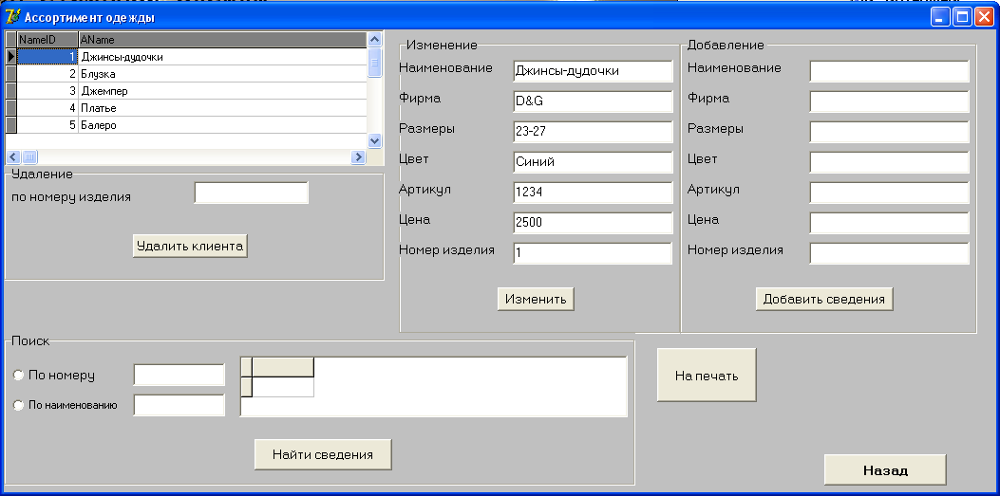 Ассортимент одежды
NameID AName
1 Джинсы-дудочки
2 Блузка
3 Джемпер
4 Платье
5 Балеро
Удаление
по номеру изделия
Удалить клиента
Изменение
Наименование Джинсы-дудочки
Фирма D&G
Размеры 23-27
Цвет Синий
Артикул 1234
Цена 2500
Номер изделия 1
Изменить
Добавление
Наименование
Фирма
Размеры
Цвет
Артикул
Цена
Номер изделия
Добавить сведения
Поиск
По номеру
По наименованию
Найти сведения
На печать
Назад